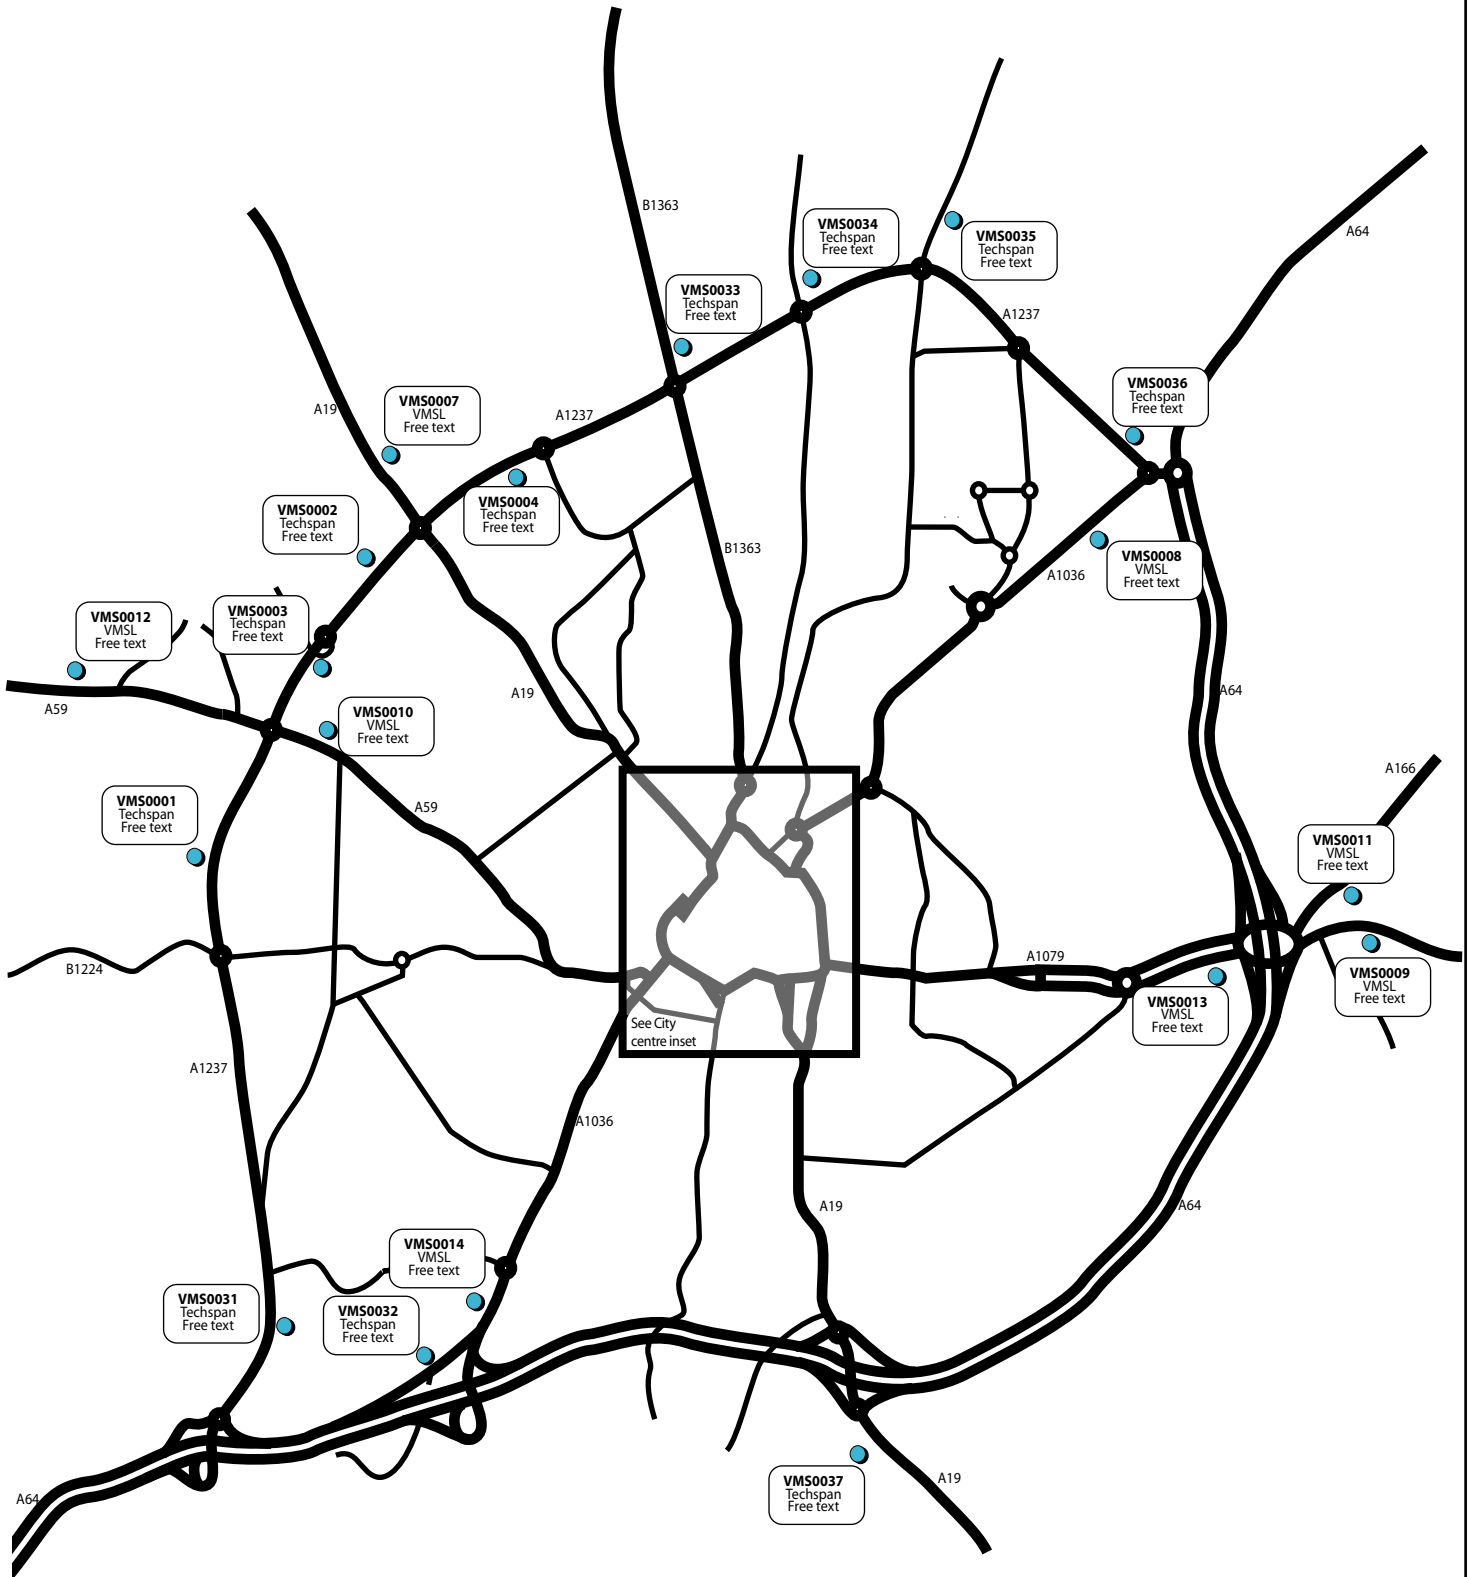 B1363
VMS0034
Techspan
Free text
VMS0035
Techspan
Free text
A64
VMS0033
Techspan
Free text
A1237
VMS0036
Techspan
Free text
A19
VMS0007
VMSL
Free text
A1237
VMS0002
Techspan
Free text
VMS0004
Techspan
Free text
B1363
VMS0008
VMSL
Freet text
A1036
VMS0012
VMSL
Free text
VMS0003
Techspan
Free text
A59
A19
A64
VMS0010
VMSL
Free text
A166
VMS0001
Techspan
Free text
A59
VMS0011
VMSL
Free text
B1224
A1079
VMS0009
VMSL
Free text
VMS0013
VMSL
Free text
See City
centre inset
A1237
A1036
A19
A64
VMS0014
VMSL
Free text
VMS0031
Techspan
Free text
VMS0032
Techspan
Free text
VMS0037
Techspan
Free text
A19
A64